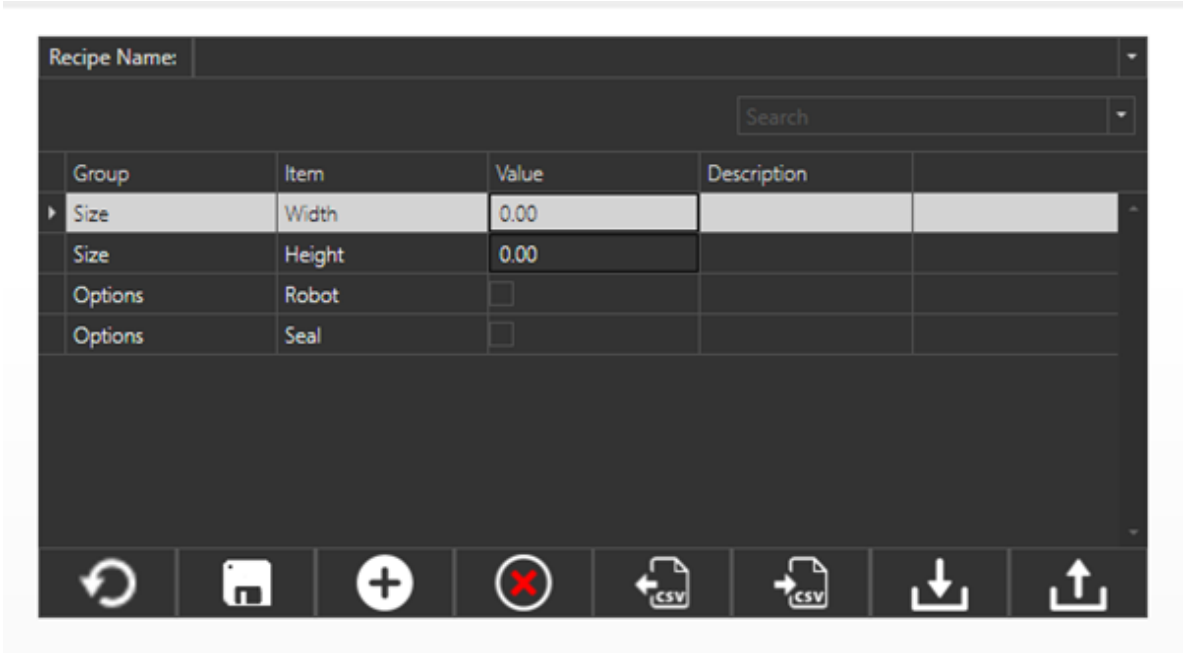 Recipe Name:
Search
Group Item Value Description
Size Width 0.00
Size Height 0.00
Options Robot
Options Seal
CSV CSV